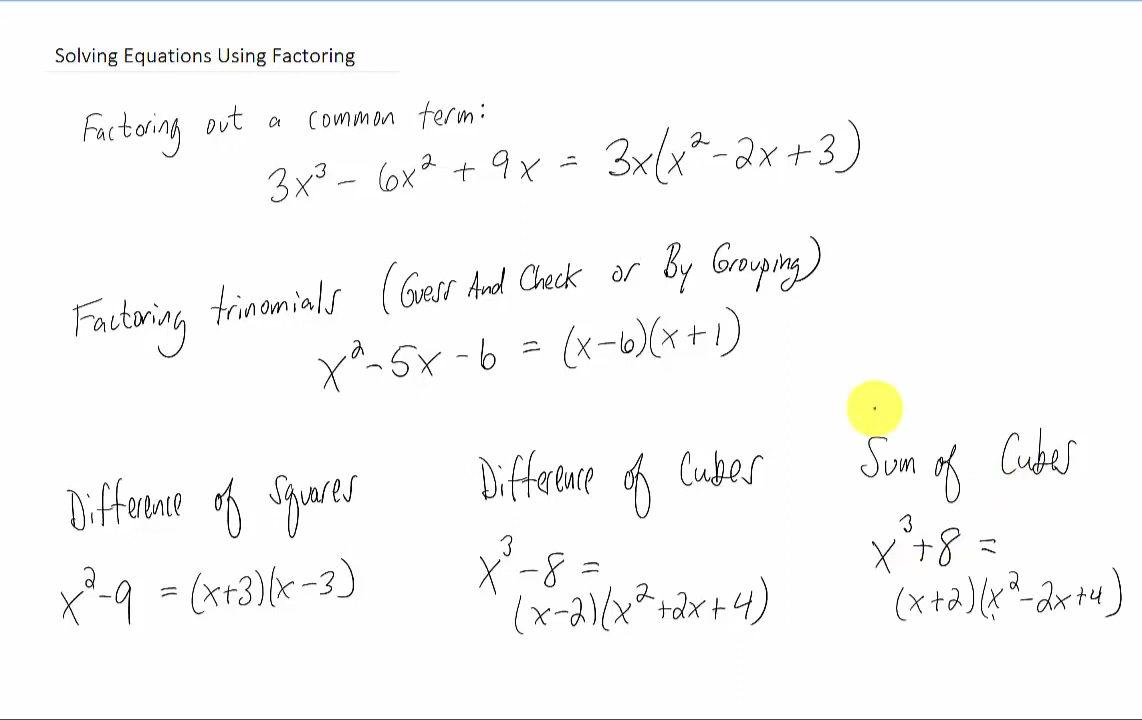 Solving Equations Using Factoring
Factoring out a common term:
3x³ - 6x² + 9x = 3x(x² - 2x + 3)
Factoring trinomials (Guess And Check or By Grouping)
x² - 5x - 6 = (x - 6)(x + 1)
Difference of Squares
x² - 9 = (x+3)(x-3)
Difference of Cubes
x³ - 8 =
(x-2)(x² + 2x + 4)
Sum of Cubes
x³ + 8 =
(x+2)(x² - 2x + 4)